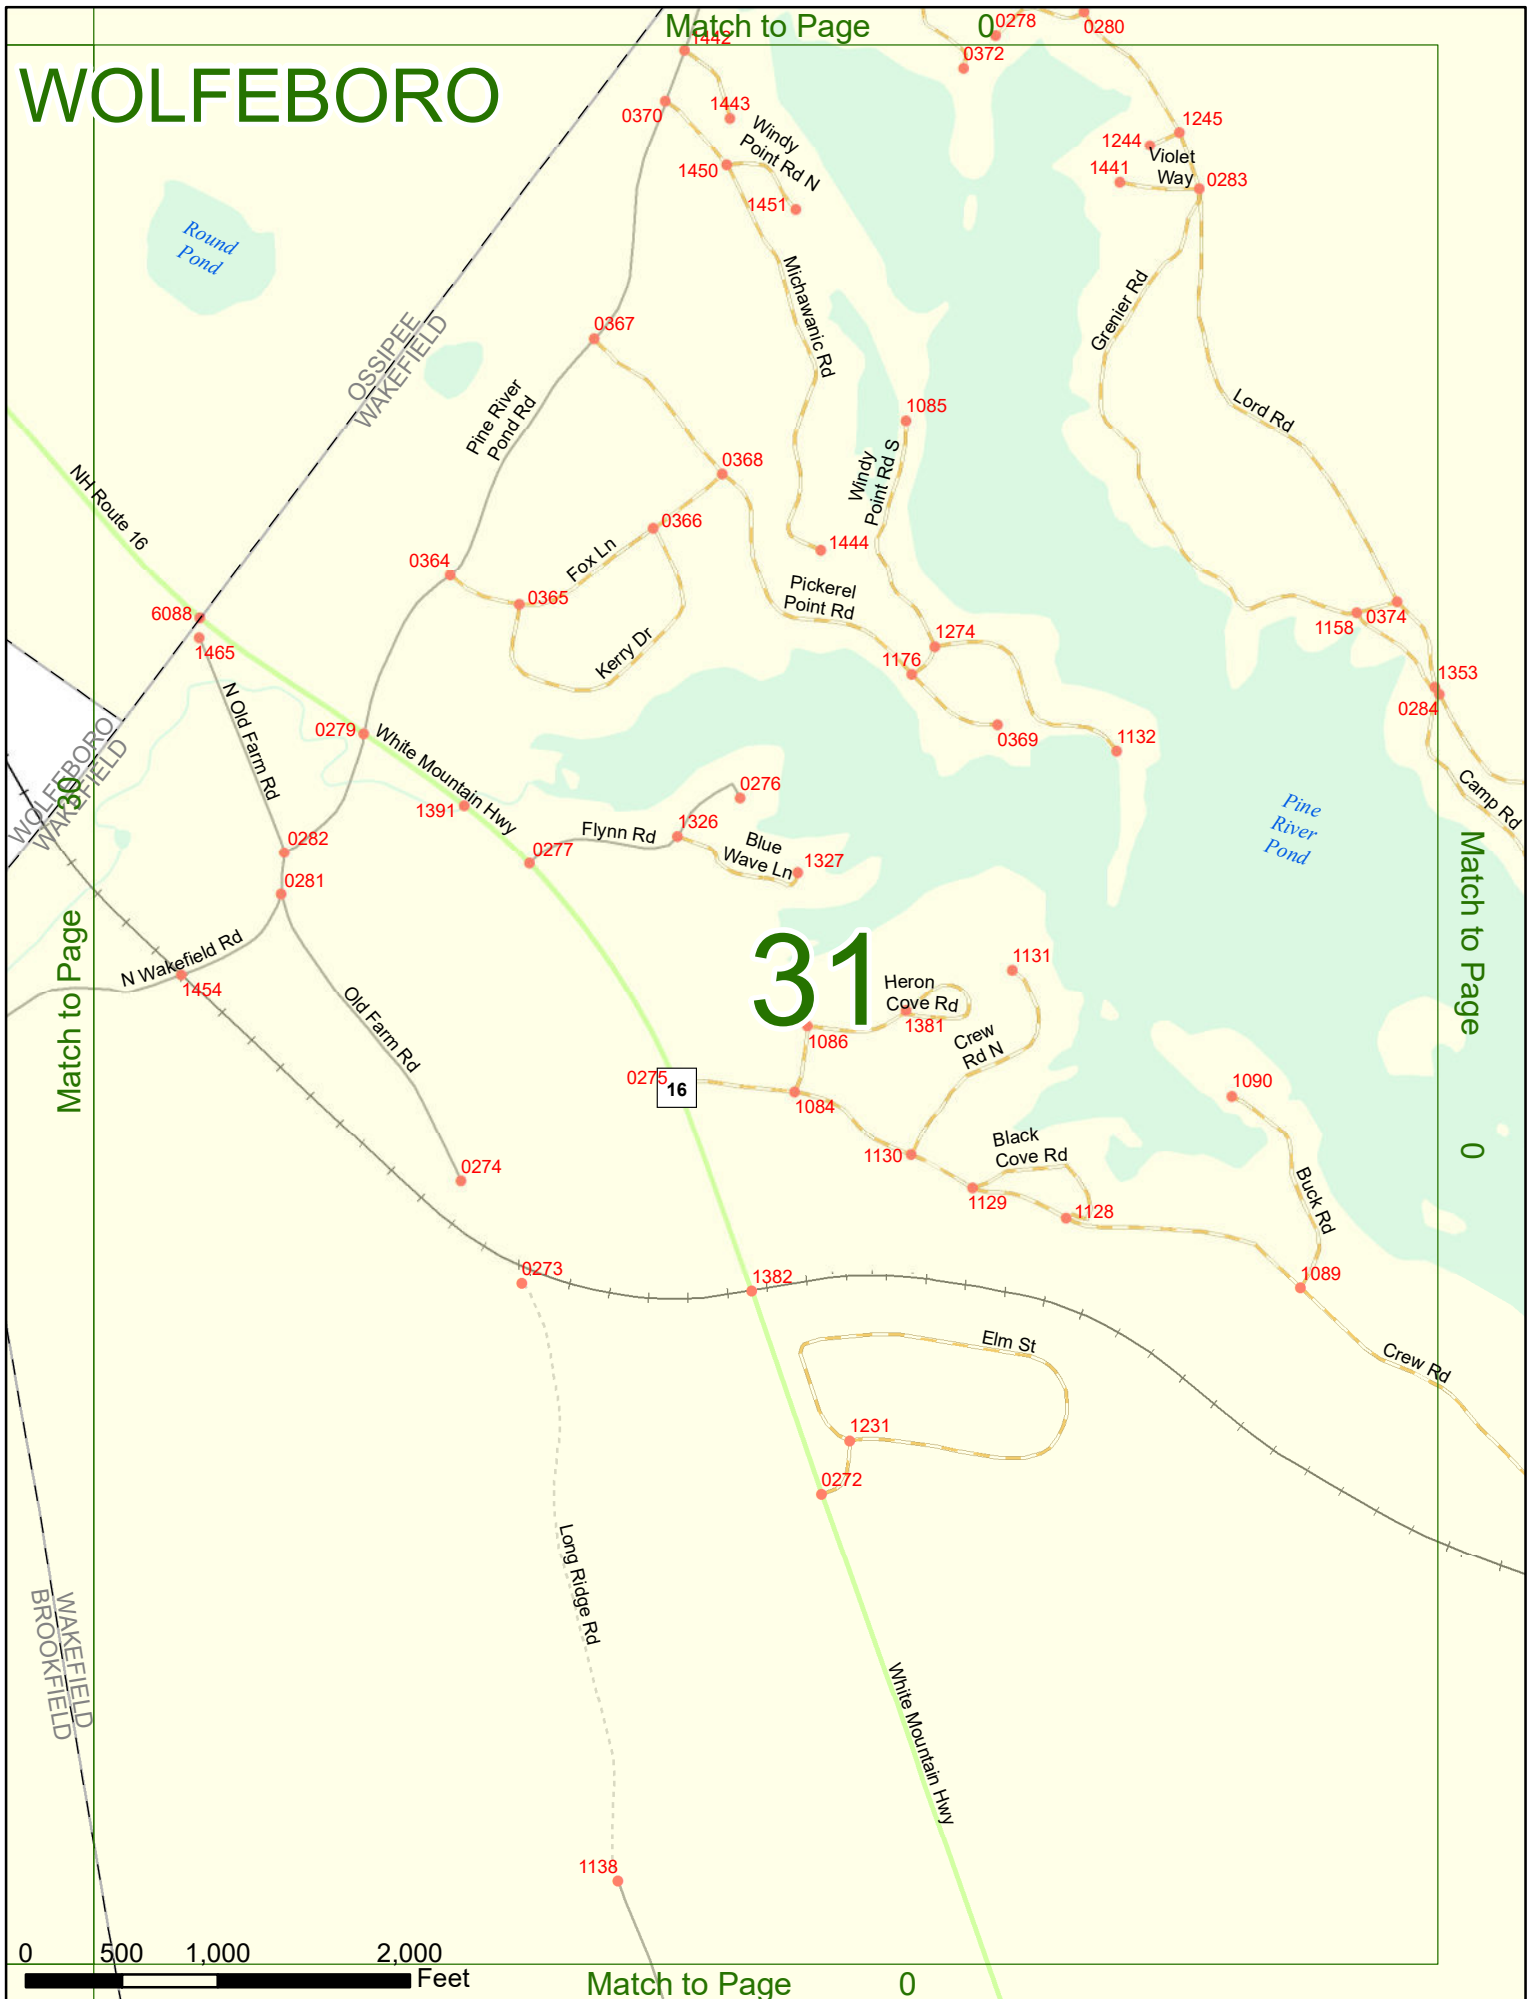 Match to Page 0
WOLFEBORO
0278
0280
1442
0372
1443
0370
Windy
Point Rd N
1245
1244
Violet
Way
1450
1441
0283
1451
Round
Pond
Michawanic Rd
Grenier Rd
OSSIPEE
WAKEFIELD
0367
Pine River
Pond Rd
Lord Rd
1085
NH Route 16
0368
Windy
Point Rd S
0366
1444
0364
Fox Ln
0365
Pickerel
Point Rd
6088
1158
0374
1465
Kerry Dr
1274
1176
N Old Farm Rd
1353
0284
0279
White Mountain Hwy
0369
1132
WOLFEBORO
WAKEFIELD
Match to Page 30
1391
0276
Camp Rd
Pine
River
Pond
Flynn Rd
1326
0282
0277
Blue
Wave Ln
1327
0281
Match to Page 0
31
N Wakefield Rd
1454
Old Farm Rd
1131
Heron
Cove Rd
1381
1086
Crew
Rd N
0275
16
1084
1090
1130
Black
Cove Rd
0274
1129
1128
Buck Rd
0273
1382
1089
Elm St
Crew Rd
1231
0272
Long Ridge Rd
WAKEFIELD
BROOKFIELD
White Mountain Hwy
1138
0 500 1,000 2,000
Feet
Match to Page 0